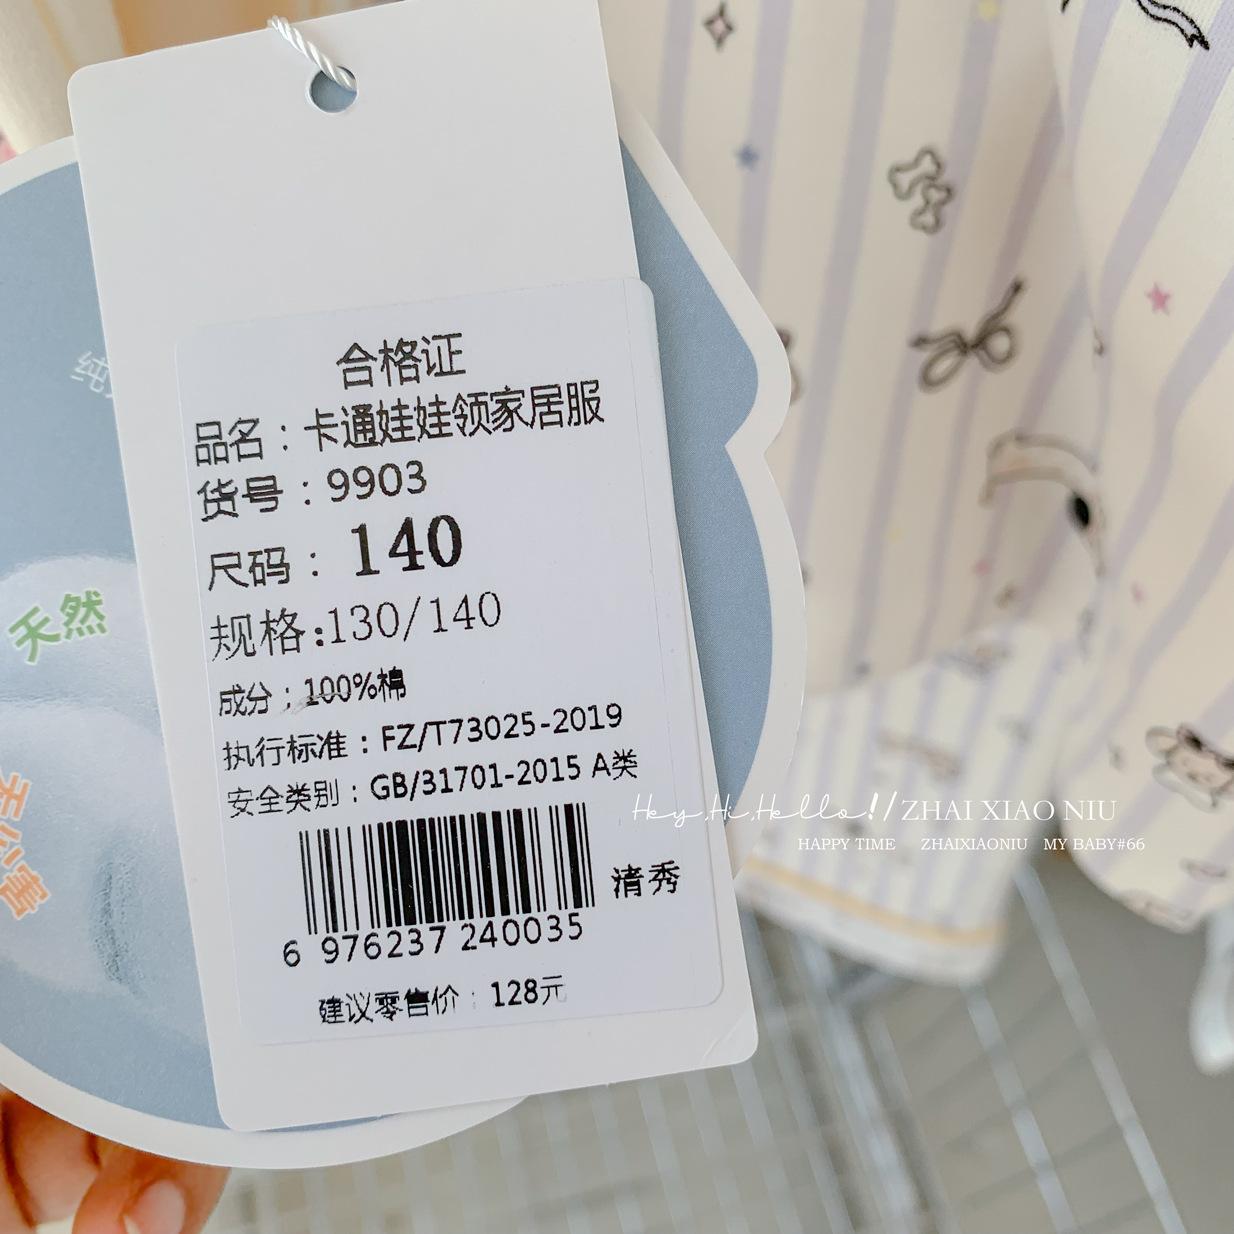 合格证
品名：卡通娃娃领家居服
货号：9903
尺码：140
规格:130/140
成分：100%棉
执行标准：FZ/T73025-2019
安全类别：GB/31701-2015 A类
清秀
6 976237 240035
建议零售价：128元
天然
Hey,Hi,Hello!//ZHAI XIAO NIU
HAPPY TIME ZHAIXIAONIU MY BABY#66